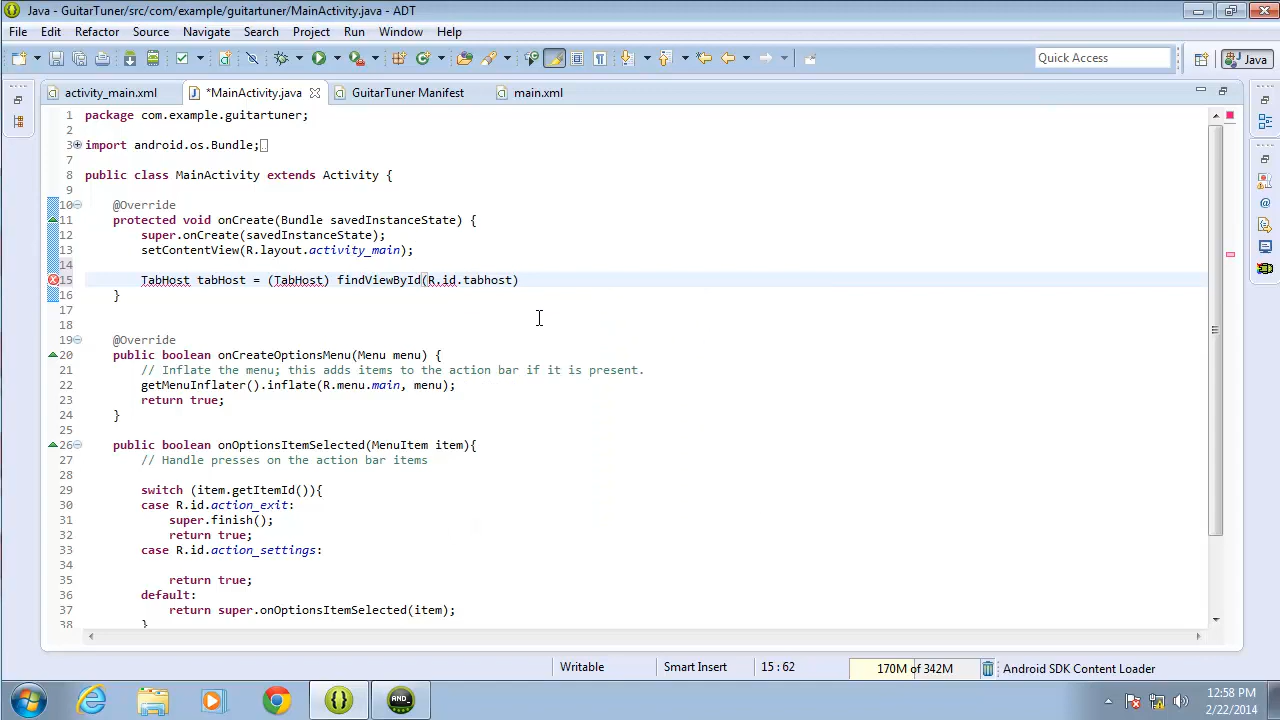 Java - GuitarTuner/src/com/example/guitartuner/MainActivity.java - ADT
File Edit Refactor Source Navigate Search Project Run Window Help
Quick Access Java
activity_main.xml *MainActivity.java GuitarTuner Manifest main.xml
1 package com.example.guitartuner;
2
3 import android.os.Bundle;
7
8 public class MainActivity extends Activity {
9
10 @Override
11 protected void onCreate(Bundle savedInstanceState) {
12 super.onCreate(savedInstanceState);
13 setContentView(R.layout.activity_main);
14
15 TabHost tabHost = (TabHost) findViewById(R.id.tabhost)
16 }
17
18
19 @Override
20 public boolean onCreateOptionsMenu(Menu menu) {
21 // Inflate the menu; this adds items to the action bar if it is present.
22 getMenuInflater().inflate(R.menu.main, menu);
23 return true;
24 }
25
26 public boolean onOptionsItemSelected(MenuItem item){
27 // Handle presses on the action bar items
28
29 switch (item.getItemId()){
30 case R.id.action_exit:
31 super.finish();
32 return true;
33 case R.id.action_settings:
34
35 return true;
36 default:
37 return super.onOptionsItemSelected(item);
38 }
Writable Smart Insert 15 : 62 170M of 342M Android SDK Content Loader
AND
12:58 PM
2/22/2014